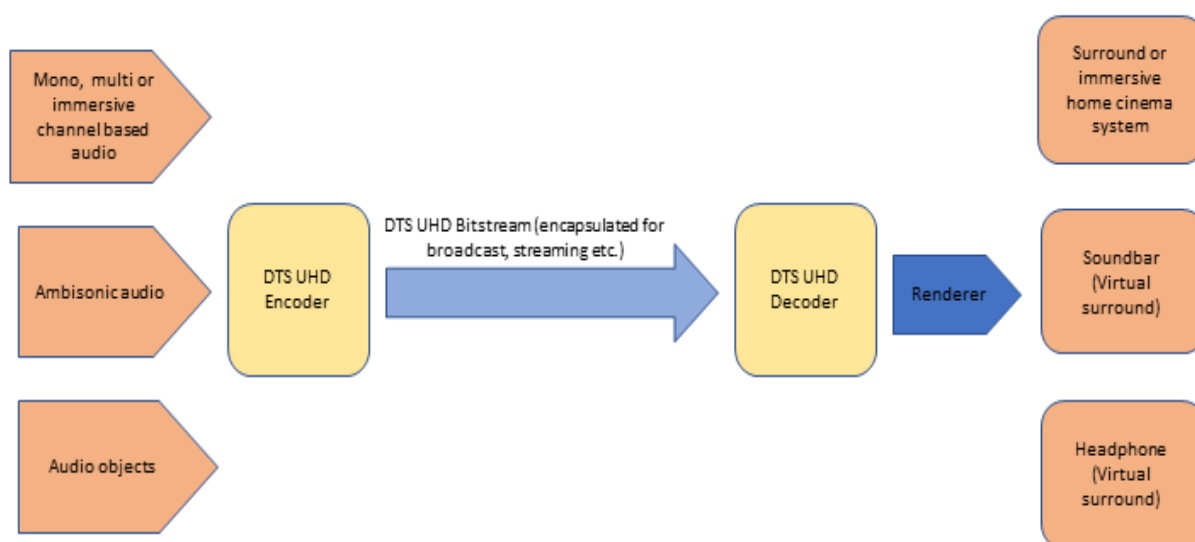 Mono, multi or
immersive
channel based
audio
Ambisonic audio
Audio objects
DTS UHD
Encoder
DTS UHD Bitstream (encapsulated for
broadcast, streaming etc.)
DTS UHD
Decoder
Renderer
Surround or
immersive
home cinema
system
Soundbar
(Virtual
surround)
Headphone
(Virtual
surround)